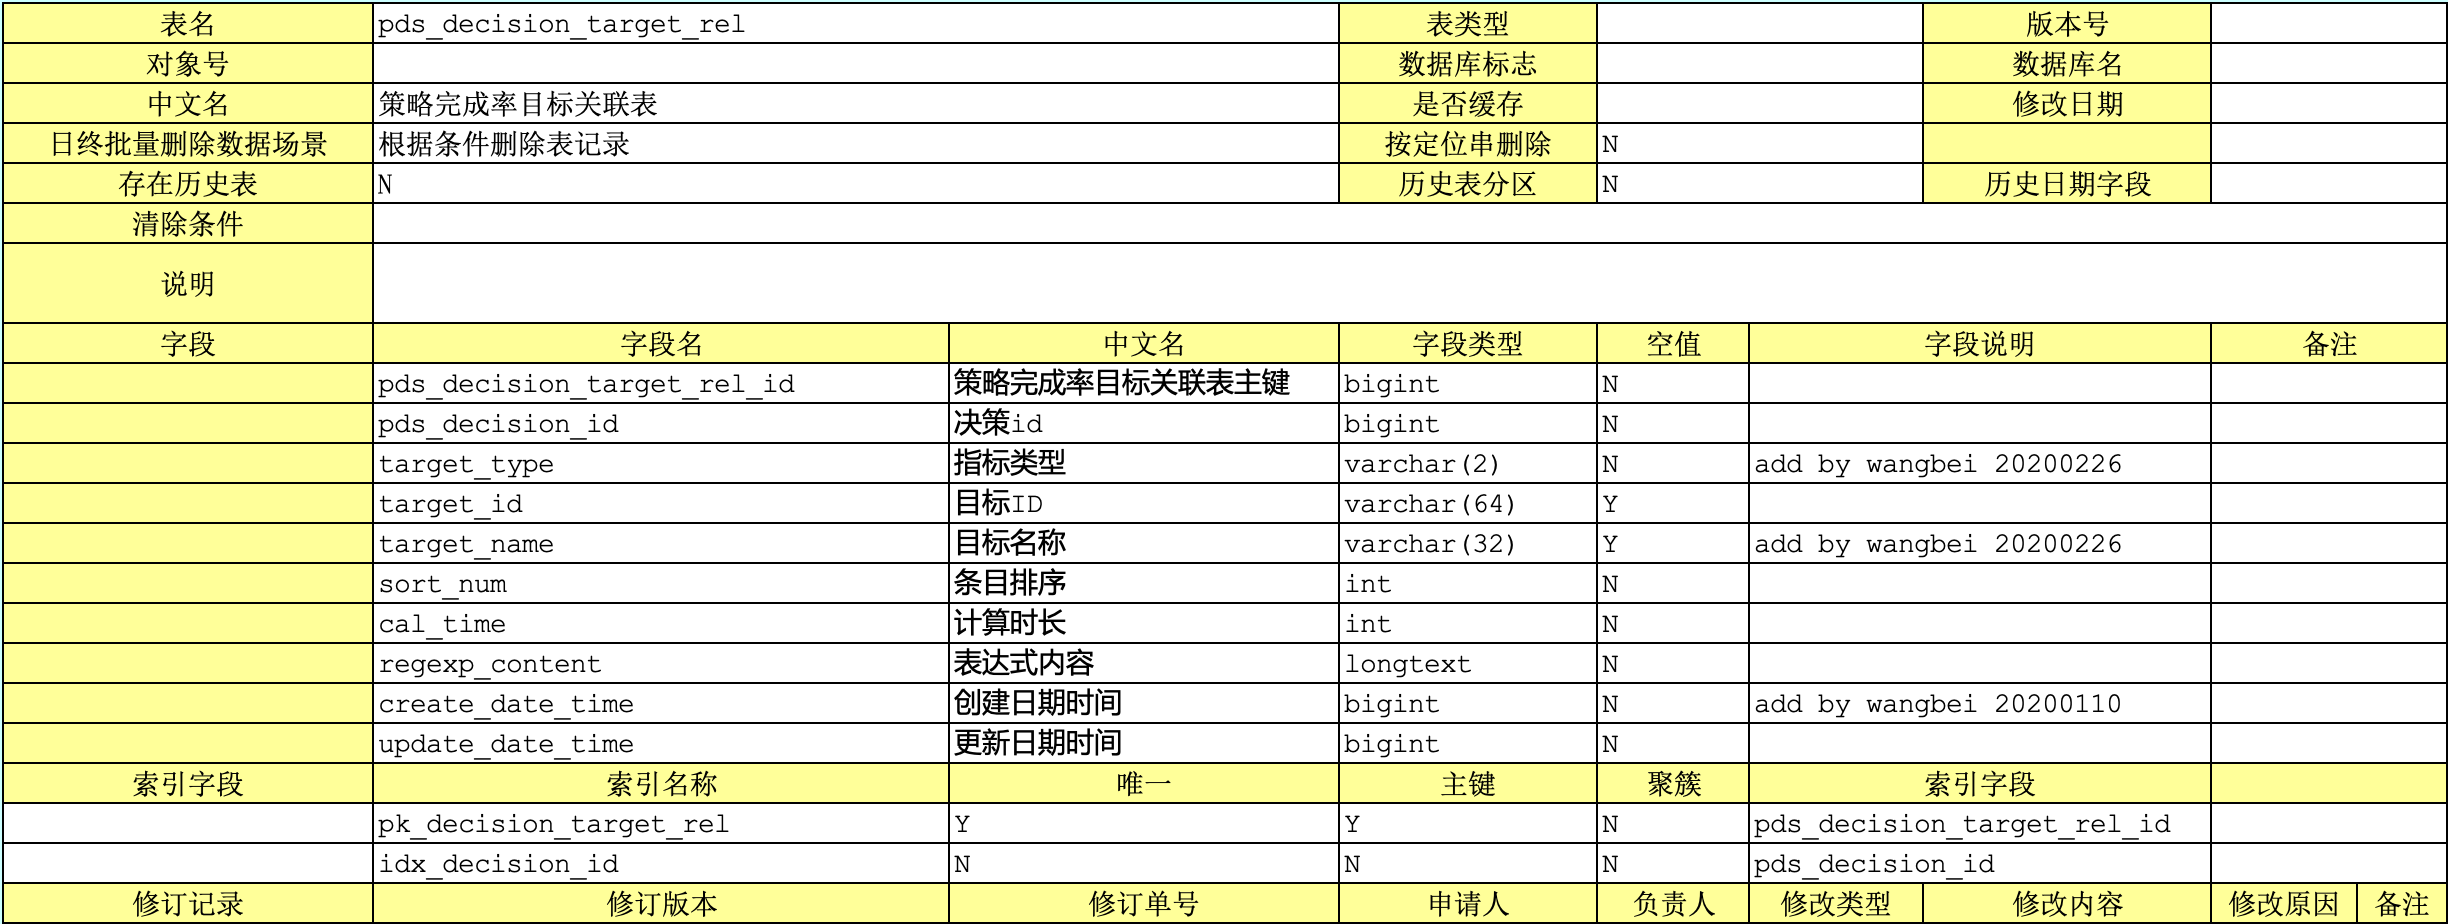 表名 pds_decision_target_rel 表类型 版本号
对象号 数据库标志 数据库名
中文名 策略完成率目标关联表 是否缓存 修改日期
日终批量删除数据场景 根据条件删除表记录 按定位串删除 N
存在历史表 N 历史表分区 N 历史日期字段
清除条件
说明
字段 字段名 中文名 字段类型 空值 字段说明 备注
pds_decision_target_rel_id 策略完成率目标关联表主键 bigint N
pds_decision_id 决策id bigint N
target_type 指标类型 varchar(2) N add by wangbei 20200226
target_id 目标ID varchar(64) Y
target_name 目标名称 varchar(32) Y add by wangbei 20200226
sort_num 条目排序 int N
cal_time 计算时长 int N
regexp_content 表达式内容 longtext N
create_date_time 创建日期时间 bigint N add by wangbei 20200110
update_date_time 更新日期时间 bigint N
索引字段 索引名称 唯一 主键 聚簇 索引字段
pk_decision_target_rel Y Y N pds_decision_target_rel_id
idx_decision_id N N N pds_decision_id
修订记录 修订版本 修订单号 申请人 负责人 修改类型 修改内容 修改原因 备注